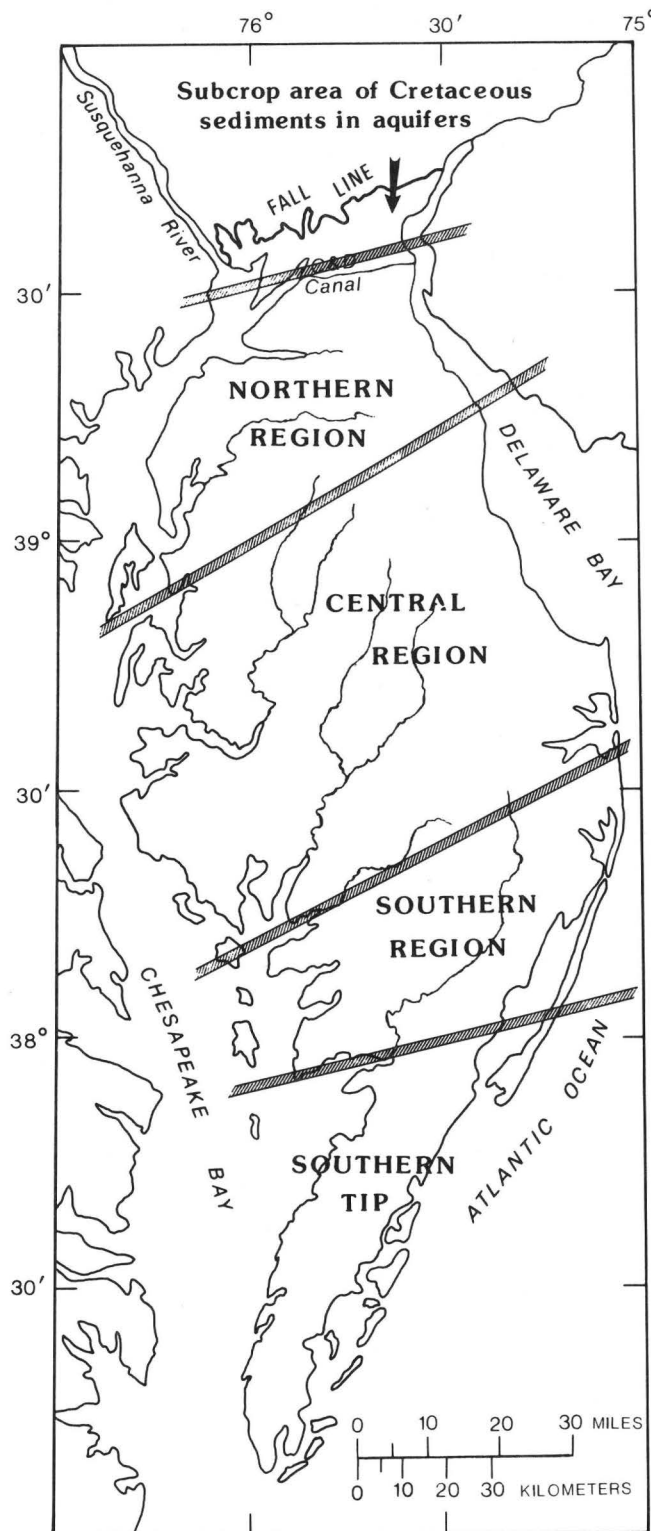 76°
30′
75°
Subcrop area of Cretaceous
sediments in aquifers
Susquehanna
River
FALL LINE
30′
C&D
Canal
NORTHERN
REGION
DELAWARE BAY
39°
CENTRAL
REGION
30′
SOUTHERN
REGION
CHESAPEAKE
BAY
38°
ATLANTIC OCEAN
SOUTHERN
TIP
30′
0 10 20 30 MILES
0 10 20 30 KILOMETERS